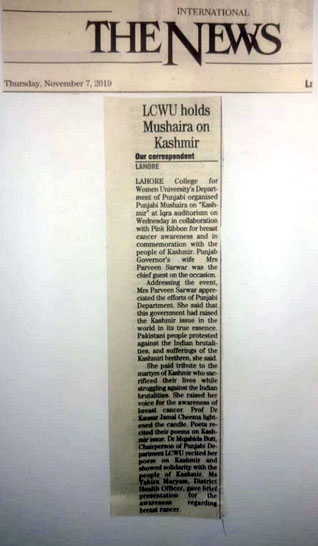 INTERNATIONAL
THE NEWS
Thursday, November 7, 2019
La
LCWU holds
Mushaira on
Kashmir
Our correspondent
LAHORE
LAHORE College for
Women University's Depart-
ment of Punjabi organised
Punjabi Mushaira on "Kash-
mir" at Iqra auditorium on
Wednesday in collaboration
with Pink Ribbon for breast
cancer awareness and in
commemoration with the
people of Kashmir. Punjab
Governor's wife Mrs
Parveen Sarwar was the
chief guest on the occasion.
Addressing the event,
Mrs Parveen Sarwar appre-
ciated the efforts of Punjabi
Department. She said that
this government had raised
the Kashmir issue in the
world in its true essence.
Pakistani people protested
against the Indian brutali-
ties, and sufferings of the
Kashmiri brethren, she said.
She paid tribute to the
martyrs of Kashmir who sac-
rificed their lives while
struggling against the Indian
brutalities. She raised her
voice for the awareness of
breast cancer. Prof Dr
Kausar Jamal Cheema light-
ened the candle. Poets re-
cited their poems on Kash-
mir issue. Dr Mujahida Butt,
Chairperson of Punjabi De-
partment LCWU recited her
poem on Kashmir and
showed solidarity with the
people of Kashmir. Ms
Tahira Maryam, District
Health Officer, gave brief
presentation for the
awareness regarding
breast cancer.